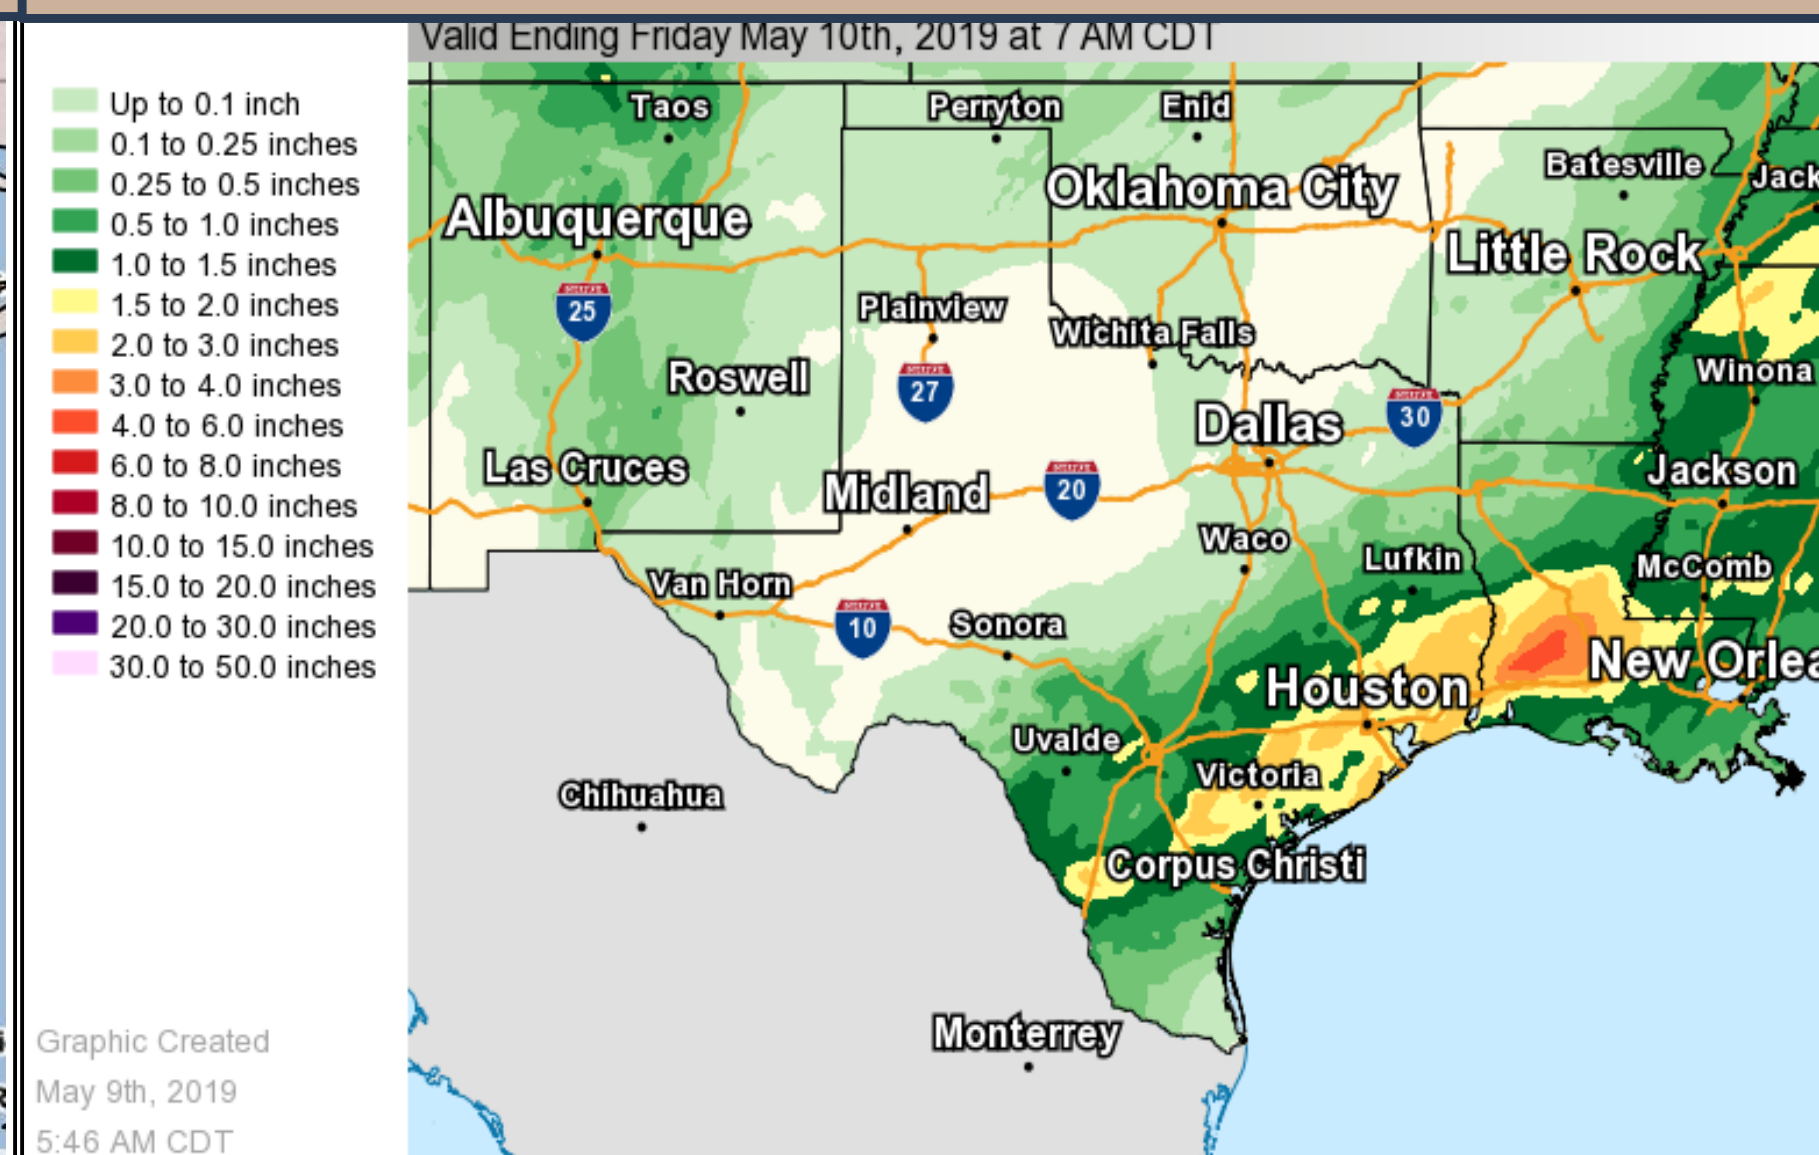 Valid Ending Friday May 10th, 2019 at 7 AM CDT
Up to 0.1 inch
0.1 to 0.25 inches
0.25 to 0.5 inches
0.5 to 1.0 inches
1.0 to 1.5 inches
1.5 to 2.0 inches
2.0 to 3.0 inches
3.0 to 4.0 inches
4.0 to 6.0 inches
6.0 to 8.0 inches
8.0 to 10.0 inches
10.0 to 15.0 inches
15.0 to 20.0 inches
20.0 to 30.0 inches
30.0 to 50.0 inches
Graphic Created
May 9th, 2019
5:46 AM CDT
Taos
Perryton
Enid
Batesville
Jack
Oklahoma City
Albuquerque
Little Rock
25
Plainview
Wichita Falls
Roswell
27
Winona
Dallas
30
Las Cruces
Midland
20
Jackson
Waco
Lufkin
McComb
Van Horn
10
Sonora
New Orlea
Houston
Uvalde
Victoria
Chihuahua
Corpus Christi
Monterrey